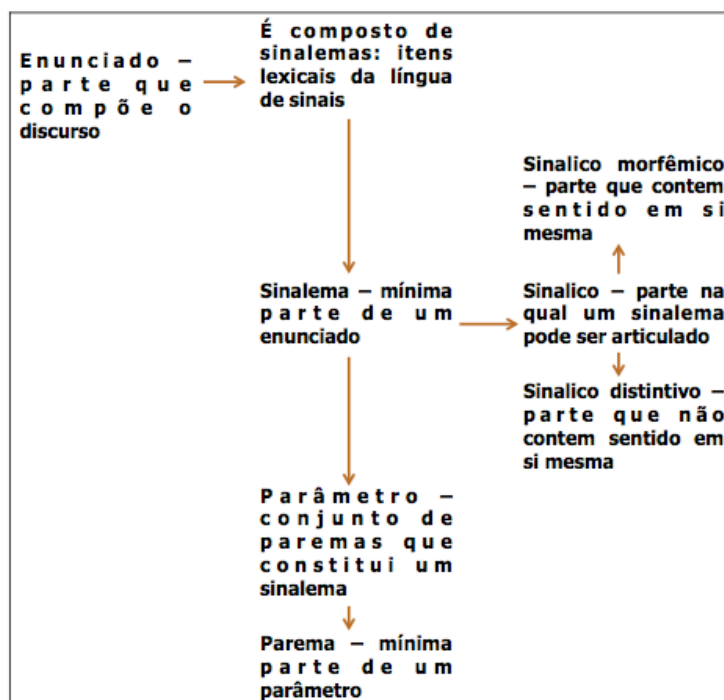 Enunciado –
parte que
compõe o
discurso
É composto de
sinalemas: itens
lexicais da língua
de sinais
Sinalico morfêmico
– parte que contem
sentido em si
mesma
Sinalema – mínima
parte de um
enunciado
Sinalico – parte na
qual um sinalema
pode ser articulado
Sinalico distintivo –
parte que não
contem sentido em
si mesma
Parâmetro –
conjunto de
paremas que
constitui um
sinalema
Parema – mínima
parte de um
parâmetro